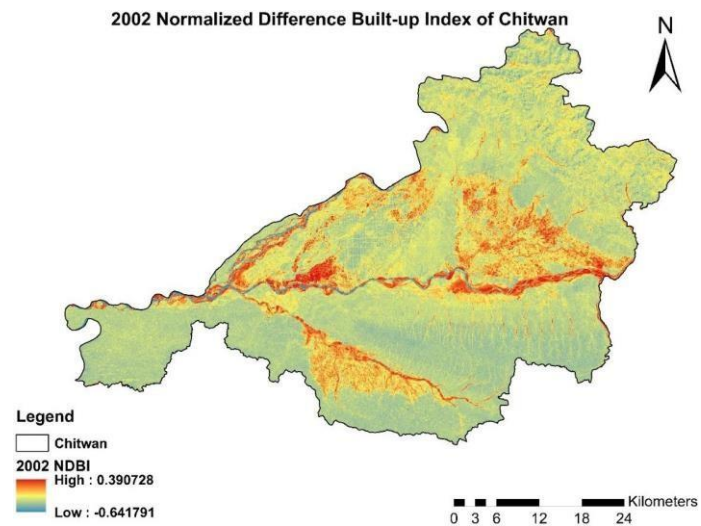 2002 Normalized Difference Built-up Index of Chitwan
N
Legend
Chitwan
2002 NDBI
High : 0.390728
Low : -0.641791
Kilometers
0 3 6 12 18 24